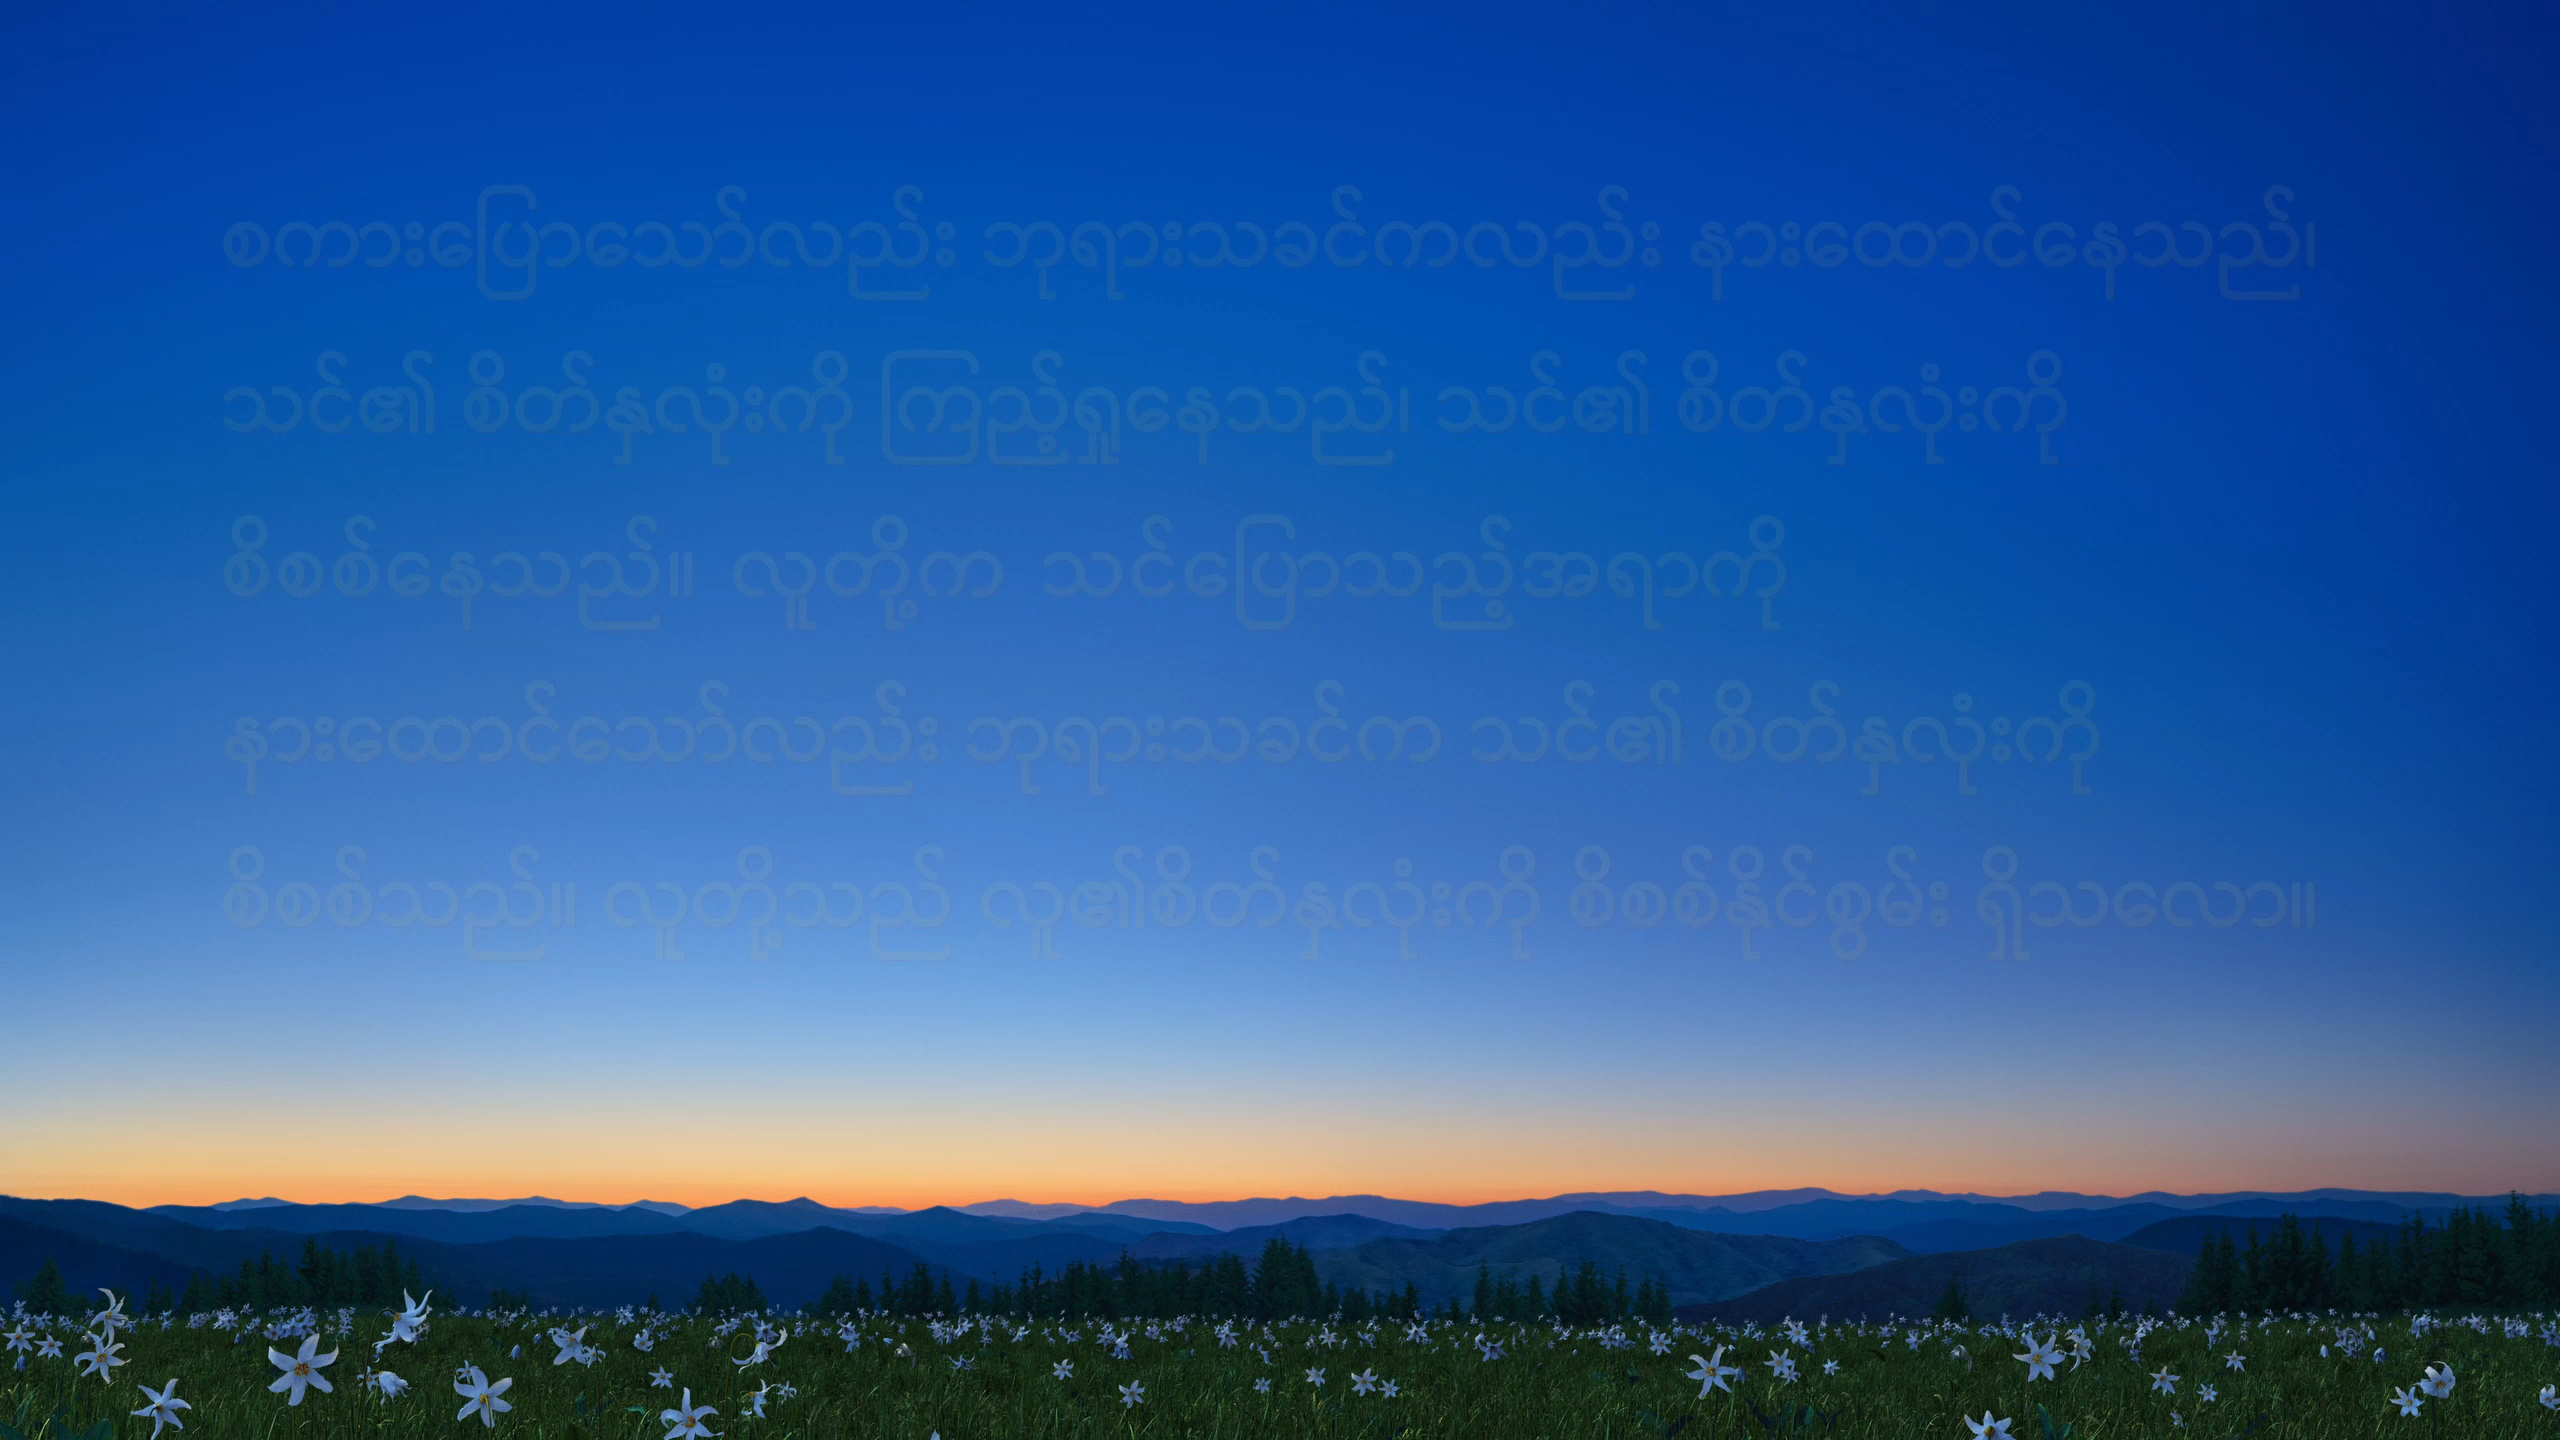 စကားပြောသော်လည်း ဘုရားသခင်ကလည်း နားထောင်နေသည်၊
သင်၏ စိတ်နှလုံးကို ကြည့်ရှုနေသည်၊ သင်၏ စိတ်နှလုံးကို
စိစစ်နေသည်။ လူတို့က သင်ပြောသည့်အရာကို
နားထောင်သော်လည်း ဘုရားသခင်က သင်၏ စိတ်နှလုံးကို
စိစစ်သည်။ လူတို့သည် လူ၏စိတ်နှလုံးကို စိစစ်နိုင်စွမ်း ရှိသလော။